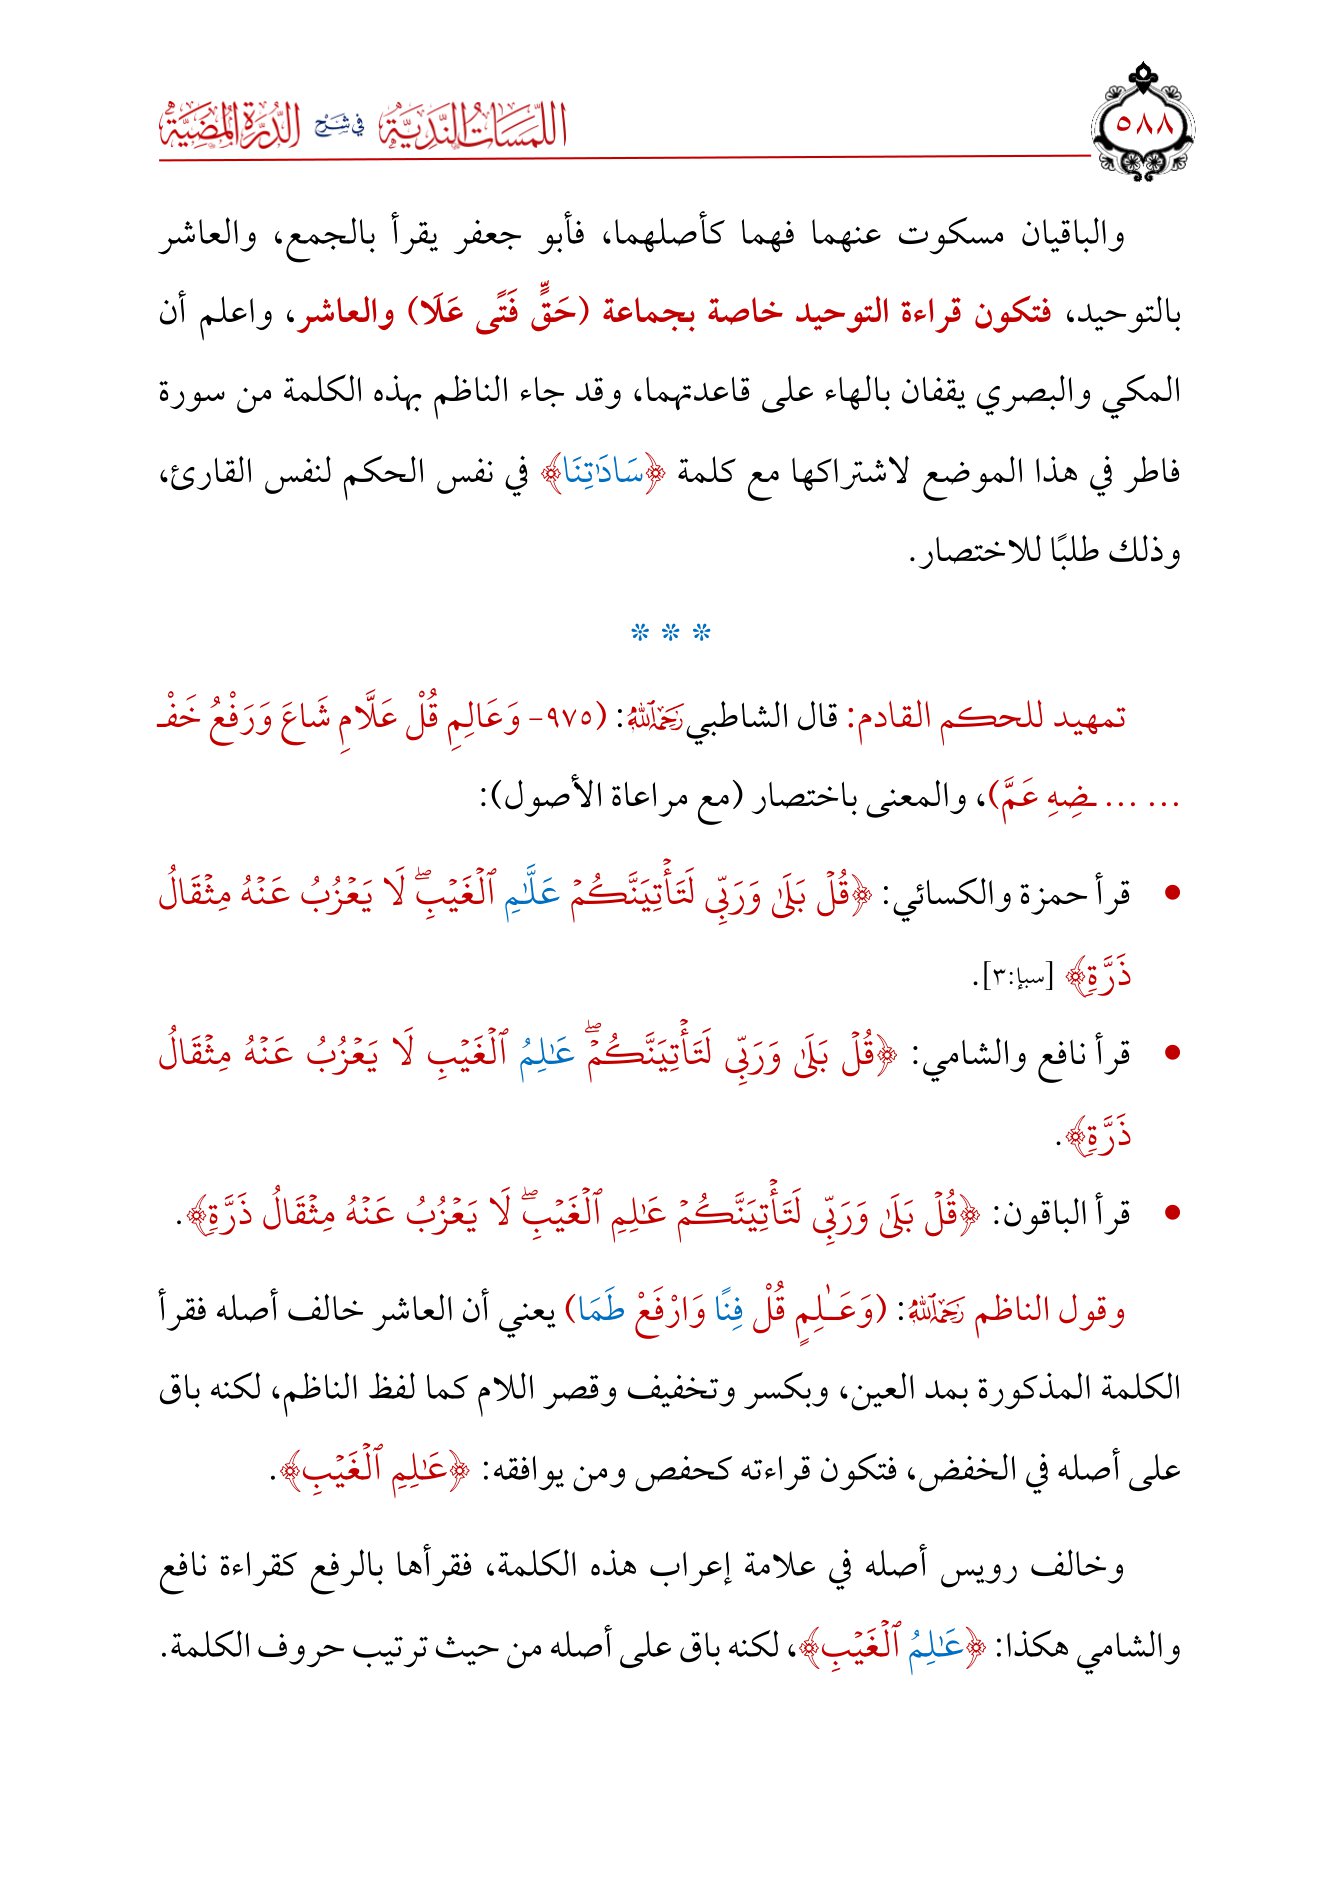 اللمسات الندية في شرح الدرة المضية
٥٨٨
والباقيان مسكوت عنهما فهما كأصلهما، فأبو جعفر يقرأ بالجمع، والعاشر
بالتوحيد، فتكون قراءة التوحيد خاصة بجماعة (حَقٍّ فَتًى عَلَا) والعاشر، واعلم أن
المكي والبصري يقفان بالهاء على قاعدتهما، وقد جاء الناظم بهذه الكلمة من سورة
فاطر في هذا الموضع لاشتراكها مع كلمة ﴿سَادَٰتِنَا﴾ في نفس الحكم لنفس القارئ،
وذلك طلبًا للاختصار.
* * *
تمهيد للحكم القادم: قال الشاطبي رَحِمَهُ ٱللَّهُ: (٩٧٥- وَعَالِمِ قُلْ عَلَّامِ شَاعَ وَرَفْعُ خَفْـ
... ... ـضِهِ عَمَّ)، والمعنى باختصار (مع مراعاة الأصول):
• قرأ حمزة والكسائي: ﴿قُلۡ بَلَىٰ وَرَبِّي لَتَأۡتِيَنَّكُمۡ عَلَّٰمِ ٱلۡغَيۡبِۖ لَا يَعۡزُبُ عَنۡهُ مِثۡقَالُ
ذَرَّةٖ﴾ [سبإ:٣].
• قرأ نافع والشامي: ﴿قُلۡ بَلَىٰ وَرَبِّي لَتَأۡتِيَنَّكُمۡۖ عَٰلِمُ ٱلۡغَيۡبِ لَا يَعۡزُبُ عَنۡهُ مِثۡقَالُ
ذَرَّةٖ﴾.
• قرأ الباقون: ﴿قُلۡ بَلَىٰ وَرَبِّي لَتَأۡتِيَنَّكُمۡ عَٰلِمِ ٱلۡغَيۡبِۖ لَا يَعۡزُبُ عَنۡهُ مِثۡقَالُ ذَرَّةٖ﴾.
وقول الناظم رَحِمَهُ ٱللَّهُ: (وَعَـٰلِمٍ قُلْ فِنًا وَارْفَعْ طَمَا) يعني أن العاشر خالف أصله فقرأ
الكلمة المذكورة بمد العين، وبكسر وتخفيف وقصر اللام كما لفظ الناظم، لكنه باق
على أصله في الخفض، فتكون قراءته كحفص ومن يوافقه: ﴿عَٰلِمِ ٱلۡغَيۡبِ﴾.
وخالف رويس أصله في علامة إعراب هذه الكلمة، فقرأها بالرفع كقراءة نافع
والشامي هكذا: ﴿عَٰلِمُ ٱلۡغَيۡبِ﴾، لكنه باق على أصله من حيث ترتيب حروف الكلمة.